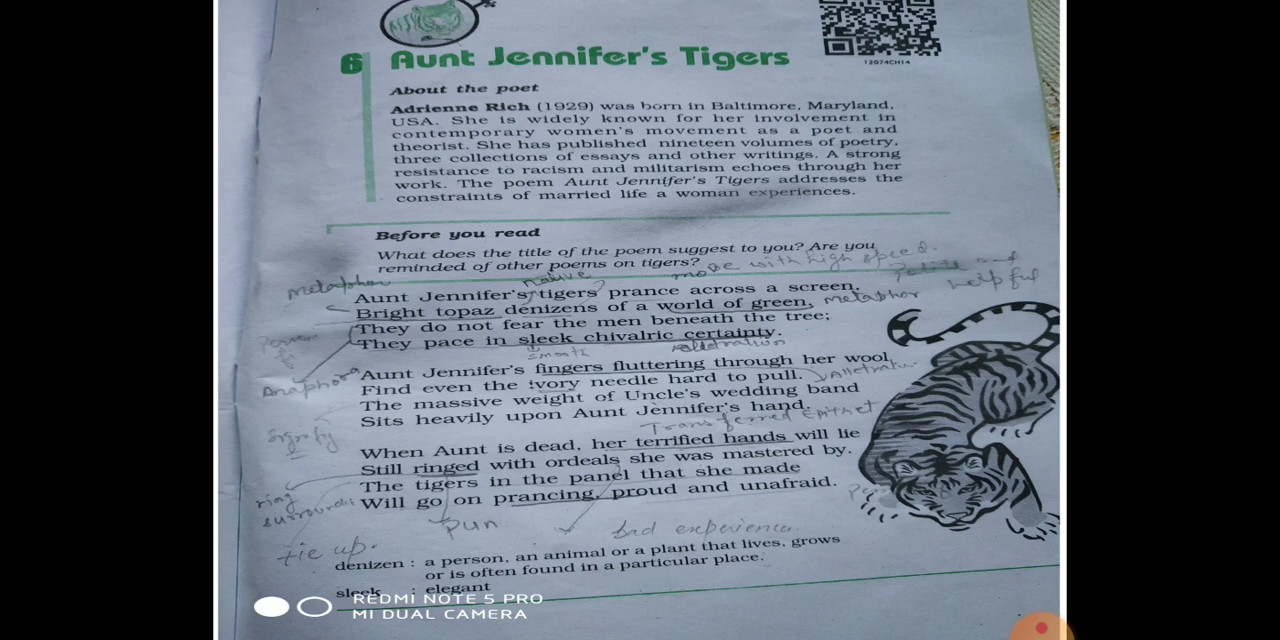 12074CH14
6 Aunt Jennifer's Tigers
About the poet
Adrienne Rich (1929) was born in Baltimore, Maryland,
USA. She is widely known for her involvement in
contemporary women's movement as a poet and
theorist. She has published nineteen volumes of poetry,
three collections of essays and other writings. A strong
resistance to racism and militarism echoes through her
work. The poem Aunt Jennifer's Tigers addresses the
constraints of married life a woman experiences.
Before you read
What does the title of the poem suggest to you? Are you
reminded of other poems on tigers?
move with high speed.
metaphor
native
and
helpful
Aunt Jennifer's tigers prance across a screen,
Bright topaz denizens of a world of green, metaphor
They do not fear the men beneath the tree;
They pace in sleek chivalric certainty.
smooth
Anaphora
Aunt Jennifer's fingers fluttering through her wool
Find even the ivory needle hard to pull.
The massive weight of Uncle's wedding band
Sits heavily upon Aunt Jennifer's hand.
Signify
Transferred Epithet
When Aunt is dead, her terrified hands will lie
Still ringed with ordeals she was mastered by.
The tigers in the panel that she made
Will go on prancing, proud and unafraid.
ring
surrounds
Pun
bad experience
tie up.
denizen : a person, an animal or a plant that lives, grows
or is often found in a particular place.
sleek : elegant
REDMI NOTE 5 PRO
MI DUAL CAMERA